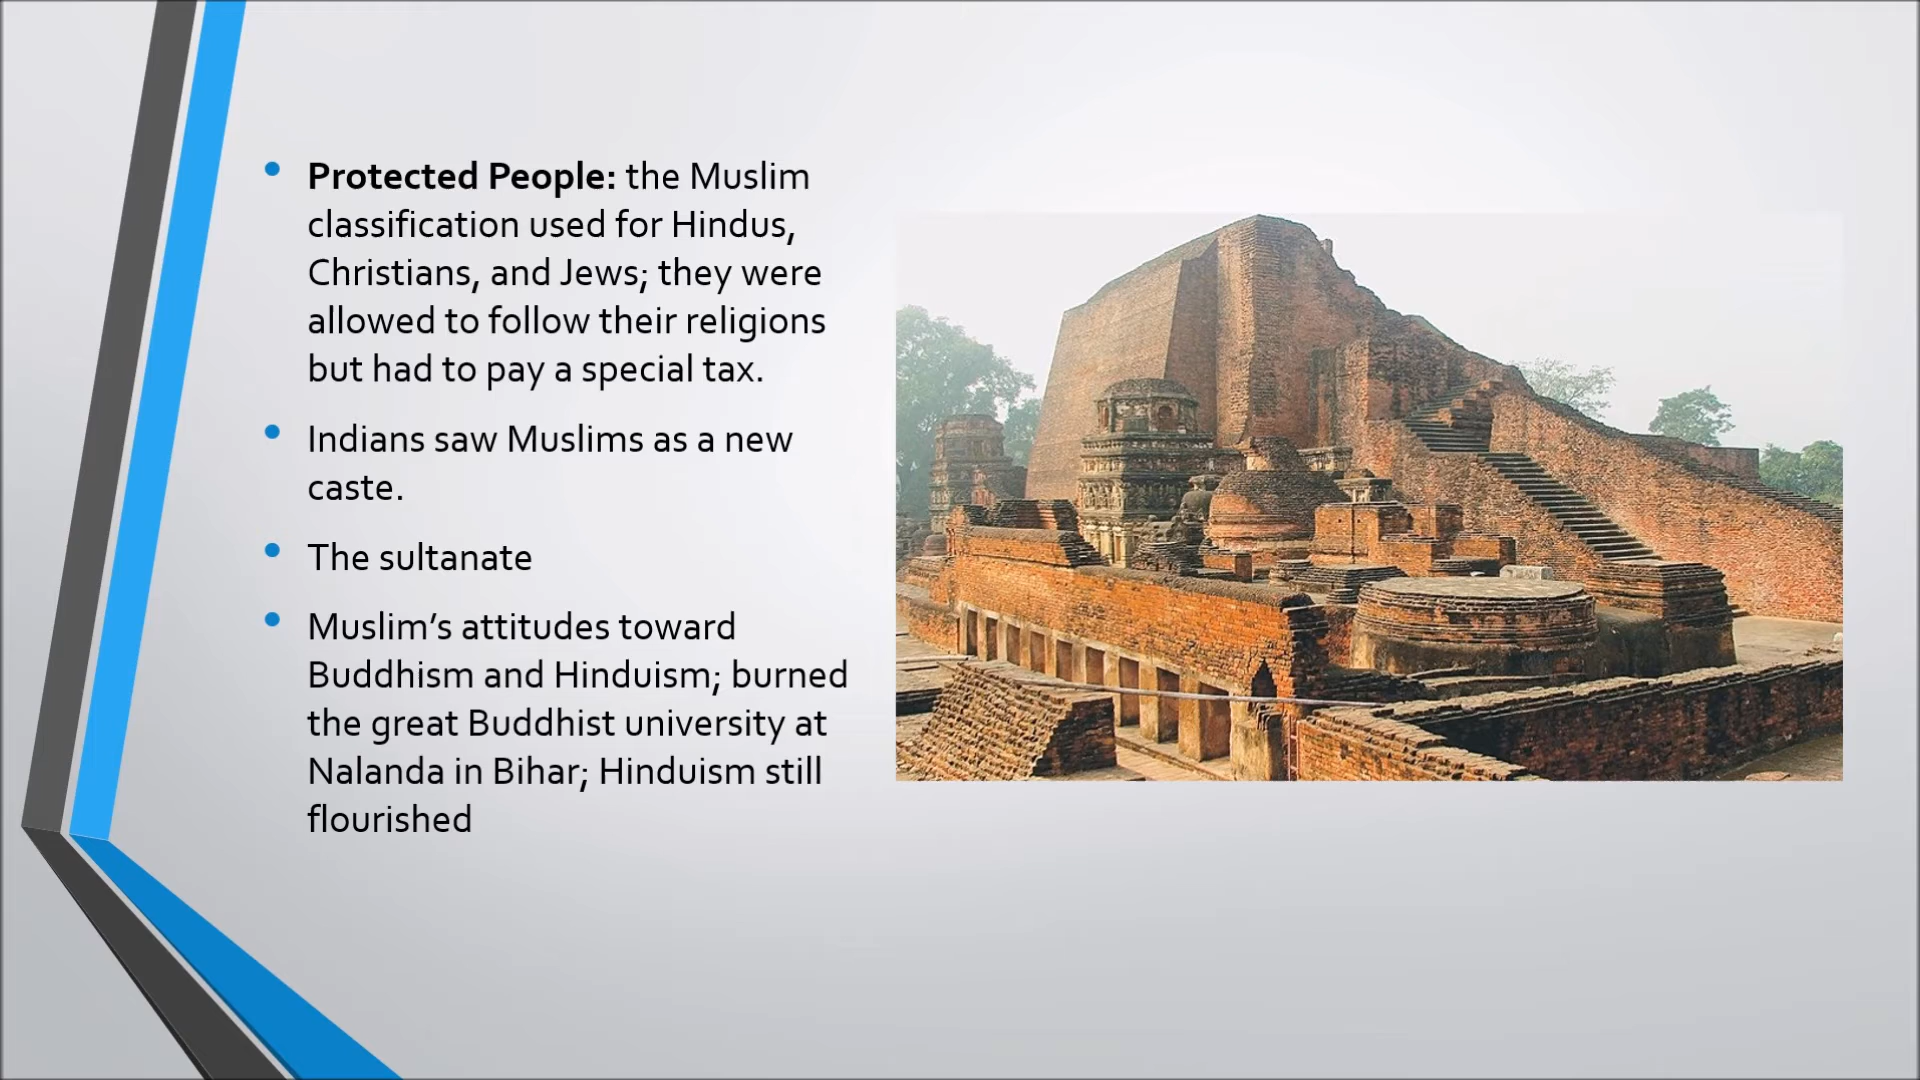 Protected People: the Muslim
classification used for Hindus,
Christians, and Jews; they were
allowed to follow their religions
but had to pay a special tax.
Indians saw Muslims as a new
caste.
The sultanate
Muslim’s attitudes toward
Buddhism and Hinduism; burned
the great Buddhist university at
Nalanda in Bihar; Hinduism still
flourished